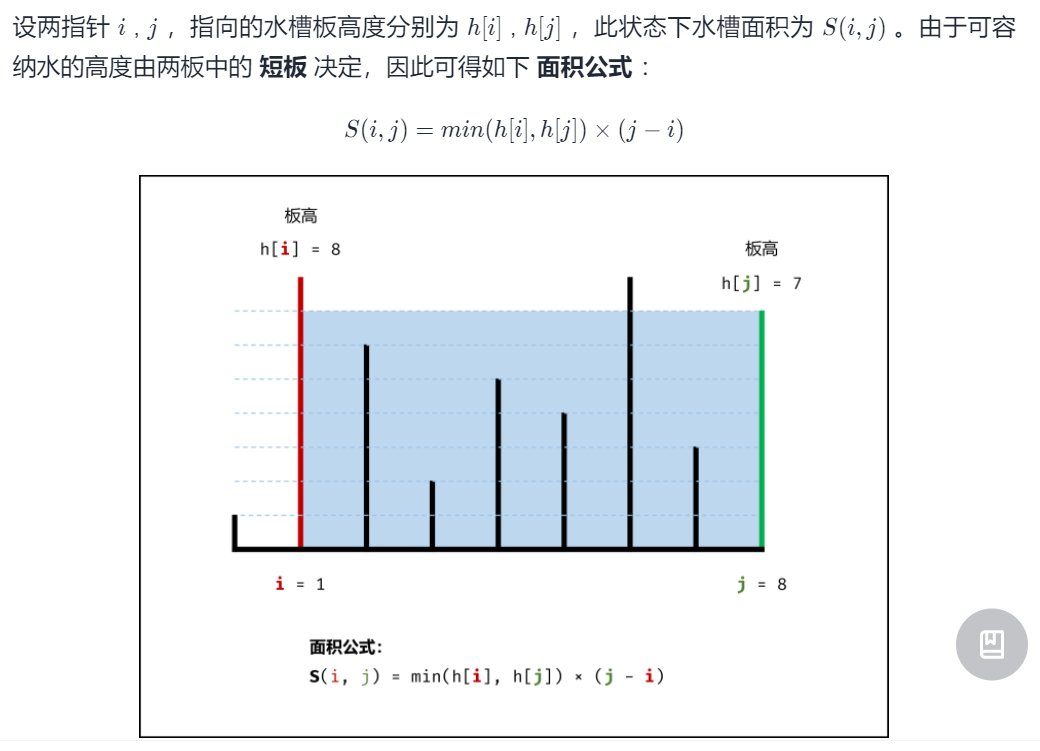 设两指针 i , j ，指向的水槽板高度分别为 h[i] , h[j] ，此状态下水槽面积为 S(i, j) 。由于可容
纳水的高度由两板中的 短板 决定，因此可得如下 面积公式 ：
S(i, j) = min(h[i], h[j]) × (j − i)
板高
h[i] = 8
板高
h[j] = 7
i = 1
j = 8
面积公式:
S(i, j) = min(h[i], h[j]) × (j - i)